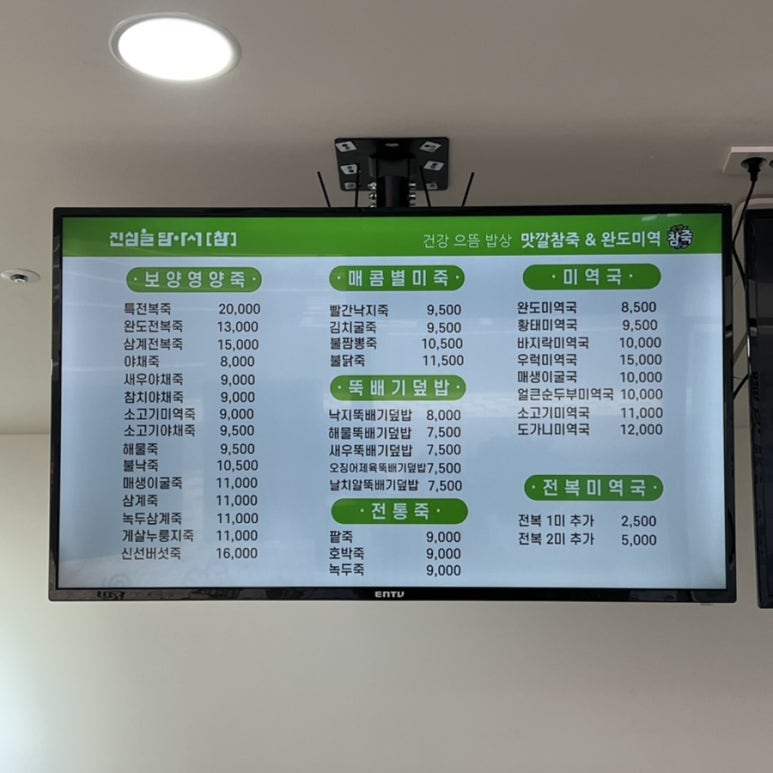 진심을 담·아서 [참]
건강 으뜸 밥상 맛깔참죽 & 완도미역 참죽
· 보양영양죽 ·
특전복죽 20,000
완도전복죽 13,000
삼계전복죽 15,000
야채죽 8,000
새우야채죽 9,000
참치야채죽 9,000
소고기미역죽 9,000
소고기야채죽 9,500
해물죽 9,500
불낙죽 10,500
매생이굴죽 11,000
삼계죽 11,000
녹두삼계죽 11,000
게살누룽지죽 11,000
신선버섯죽 16,000
· 매콤별미죽 ·
빨간낙지죽 9,500
김치굴죽 9,500
불짬뽕죽 10,500
불닭죽 11,500
· 뚝배기덮밥 ·
낙지뚝배기덮밥 8,000
해물뚝배기덮밥 7,500
새우뚝배기덮밥 7,500
오징어제육뚝배기덮밥 7,500
날치알뚝배기덮밥 7,500
· 전통죽 ·
팥죽 9,000
호박죽 9,000
녹두죽 9,000
· 미역국 ·
완도미역국 8,500
황태미역국 9,500
바지락미역국 10,000
우럭미역국 15,000
매생이굴국 10,000
얼큰순두부미역국 10,000
소고기미역국 11,000
도가니미역국 12,000
· 전복미역국 ·
전복 1미 추가 2,500
전복 2미 추가 5,000
ENTV